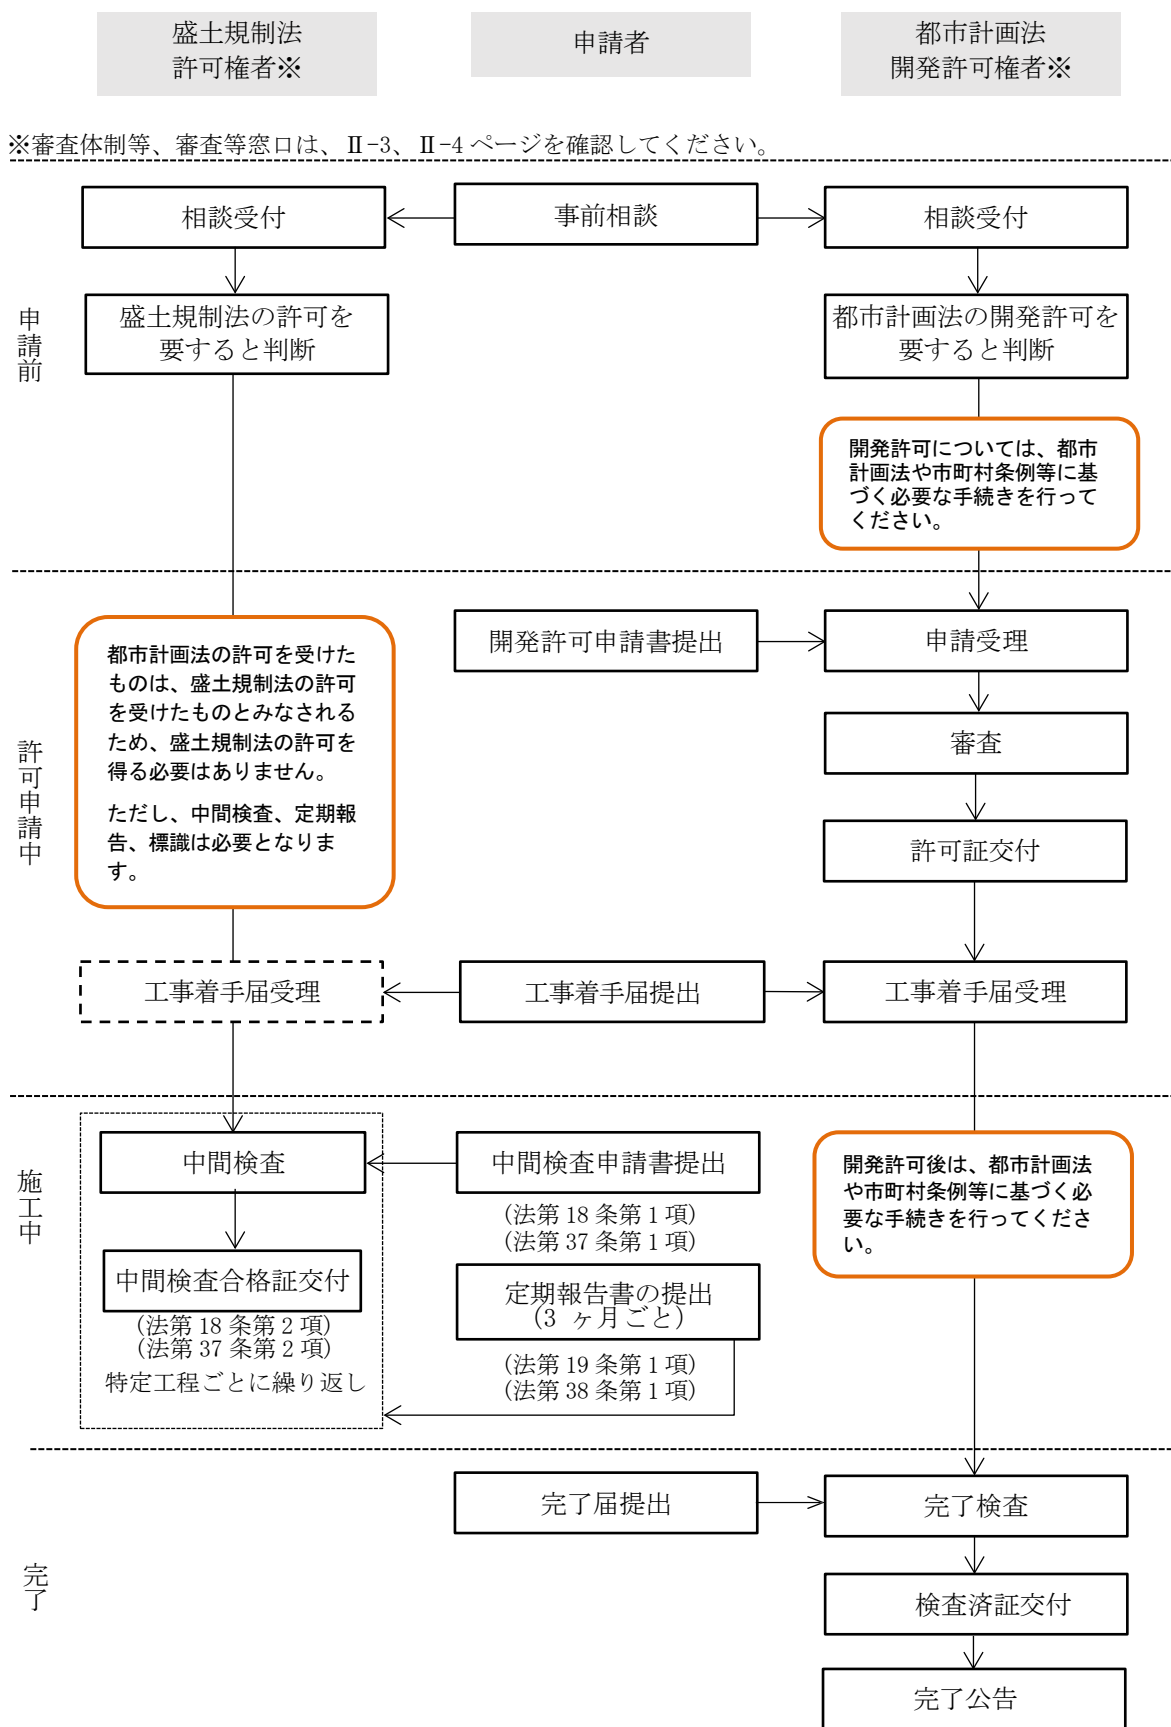 盛土規制法
許可権者※
申請者
都市計画法
開発許可権者※
※審査体制等、審査等窓口は、Ⅱ-3、Ⅱ-4 ページを確認してください。
申請前
相談受付
事前相談
相談受付
盛土規制法の許可を
要すると判断
都市計画法の開発許可を
要すると判断
開発許可については、都市
計画法や市町村条例等に基
づく必要な手続きを行って
ください。
許可申請中
都市計画法の許可を受けた
ものは、盛土規制法の許可
を受けたものとみなされる
ため、盛土規制法の許可を
得る必要はありません。
ただし、中間検査、定期報
告、標識は必要となりま
す。
開発許可申請書提出
申請受理
審査
許可証交付
工事着手届受理
工事着手届提出
工事着手届受理
施工中
中間検査
中間検査申請書提出
(法第 18 条第 1 項)
(法第 37 条第 1 項)
開発許可後は、都市計画法
や市町村条例等に基づく必
要な手続きを行ってくださ
い。
中間検査合格証交付
(法第 18 条第 2 項)
(法第 37 条第 2 項)
特定工程ごとに繰り返し
定期報告書の提出
(3 ヶ月ごと)
(法第 19 条第 1 項)
(法第 38 条第 1 項)
完了
完了届提出
完了検査
検査済証交付
完了公告